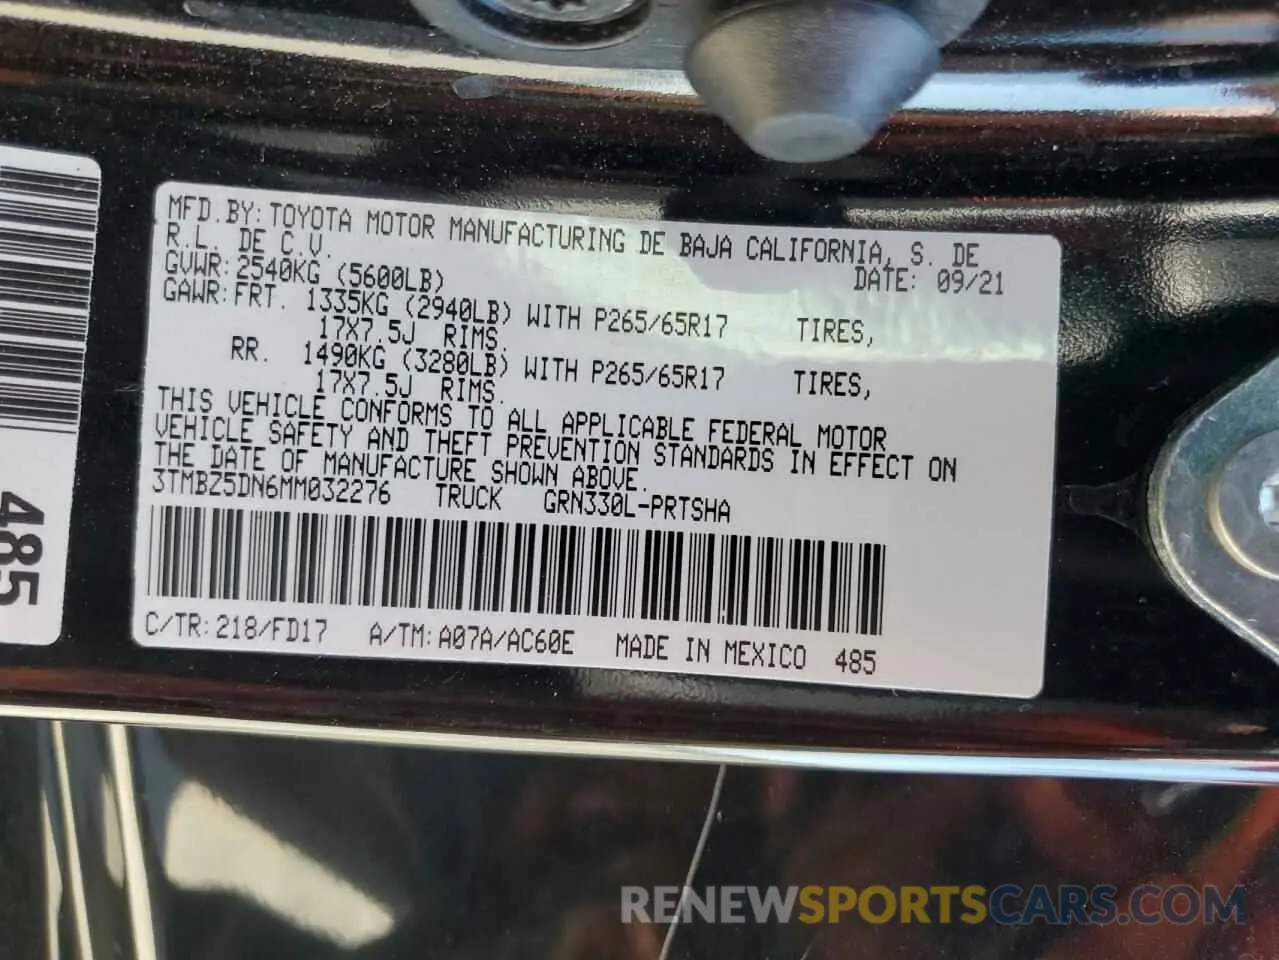 MFD.BY:TOYOTA MOTOR MANUFACTURING DE BAJA CALIFORNIA, S. DE
R.L. DE C.V. DATE: 09/21
GVWR:2540KG (5600LB)
GAWR:FRT. 1335KG (2940LB) WITH P265/65R17 TIRES,
17X7.5J RIMS.
RR. 1490KG (3280LB) WITH P265/65R17 TIRES,
17X7.5J RIMS.
THIS VEHICLE CONFORMS TO ALL APPLICABLE FEDERAL MOTOR
VEHICLE SAFETY AND THEFT PREVENTION STANDARDS IN EFFECT ON
THE DATE OF MANUFACTURE SHOWN ABOVE.
3TMBZ5DN6MM032276 TRUCK GRN330L-PRTSHA
C/TR:218/FD17 A/TM:A07A/AC60E MADE IN MEXICO 485
485
RENEWSPORTSCARS.COM